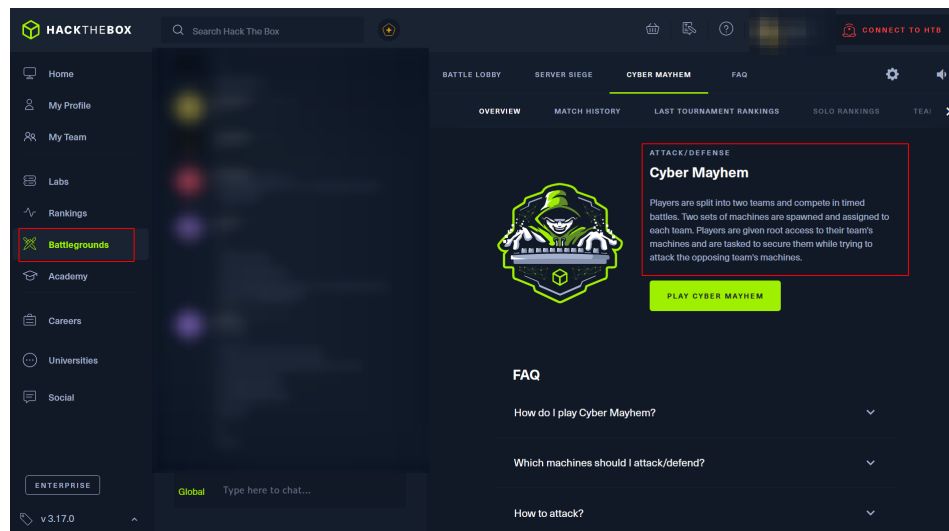 HACKTHEBOX
Search Hack The Box
CONNECT TO HTB
Home
My Profile
My Team
Labs
Rankings
Battlegrounds
Academy
Careers
Universities
Social
ENTERPRISE
v 3.17.0
Global
Type here to chat...
BATTLE LOBBY
SERVER SIEGE
CYBER MAYHEM
FAQ
OVERVIEW
MATCH HISTORY
LAST TOURNAMENT RANKINGS
SOLO RANKINGS
ATTACK/DEFENSE
Cyber Mayhem
Players are split into two teams and compete in timed
battles. Two sets of machines are spawned and assigned to
each team. Players are given root access to their team's
machines and are tasked to secure them while trying to
attack the opposing team's machines.
PLAY CYBER MAYHEM
FAQ
How do I play Cyber Mayhem?
Which machines should I attack/defend?
How to attack?